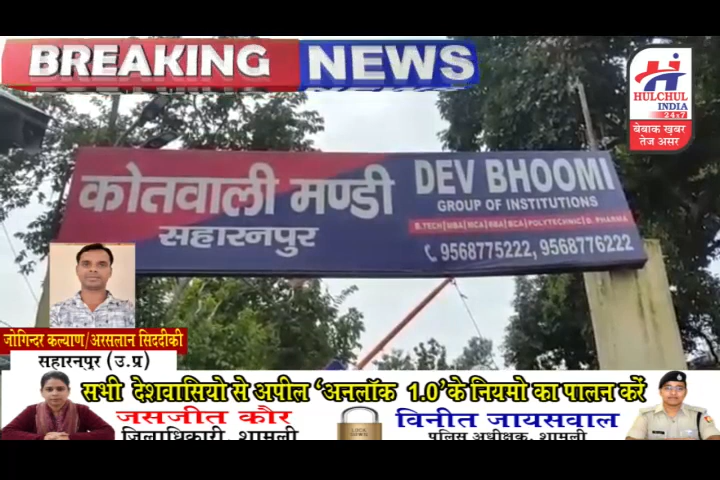 BREAKING NEWS
HULCHUL
INDIA
24x7
बेबाक खबर
तेज असर
कोतवाली मण्डी
सहारनपुर
DEV BHOOMI
GROUP OF INSTITUTIONS
B.TECH|MBA|MCA|BBA|BCA|POLYTECHNIC|D. PHARMA
9568775222, 9568776222
जोगिन्दर कल्याण/अरसलान सिददीकी
सहारनपुर (उ.प्र)
सभी देशवासियो से अपील ‘अनलॉक 1.0’के नियमो का पालन करें
जसजीत कौर
जिलाधिकारी, शामली
विनीत जायसवाल
पुलिस अधीक्षक, शामली